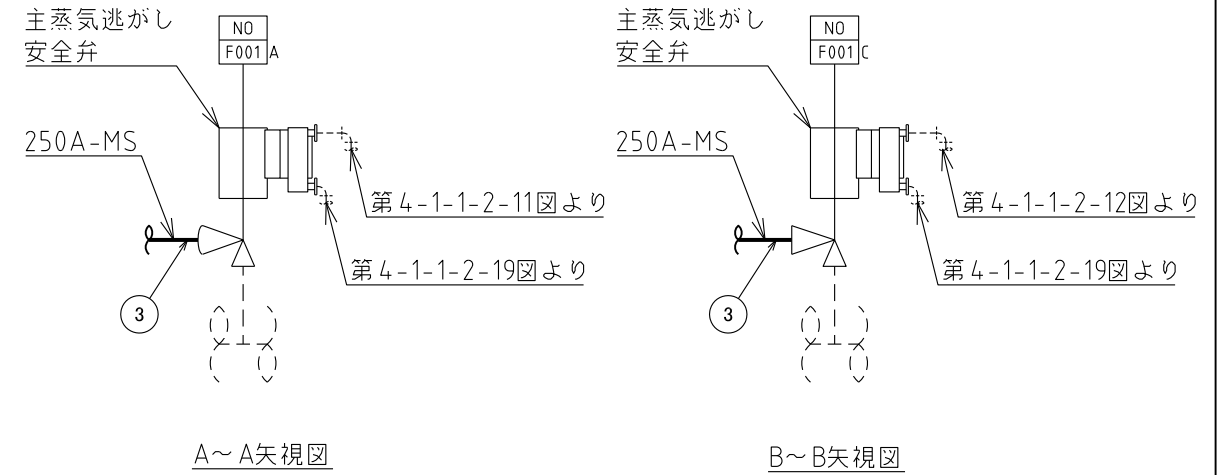 主蒸気逃がし
安全弁
NO
F001 A
250A-MS
第4-1-1-2-11図より
第4-1-1-2-19図より
3
A～A矢視図
主蒸気逃がし
安全弁
NO
F001 C
250A-MS
第4-1-1-2-12図より
第4-1-1-2-19図より
3
B～B矢視図